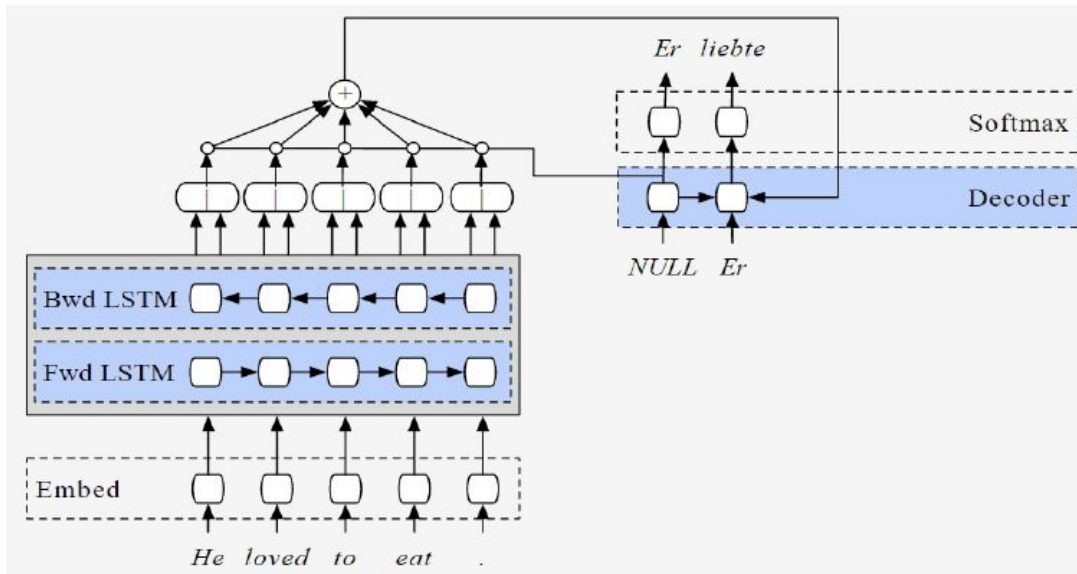 Er liebte
Softmax
Decoder
NULL Er
Bwd LSTM
Fwd LSTM
Embed
He loved to eat .